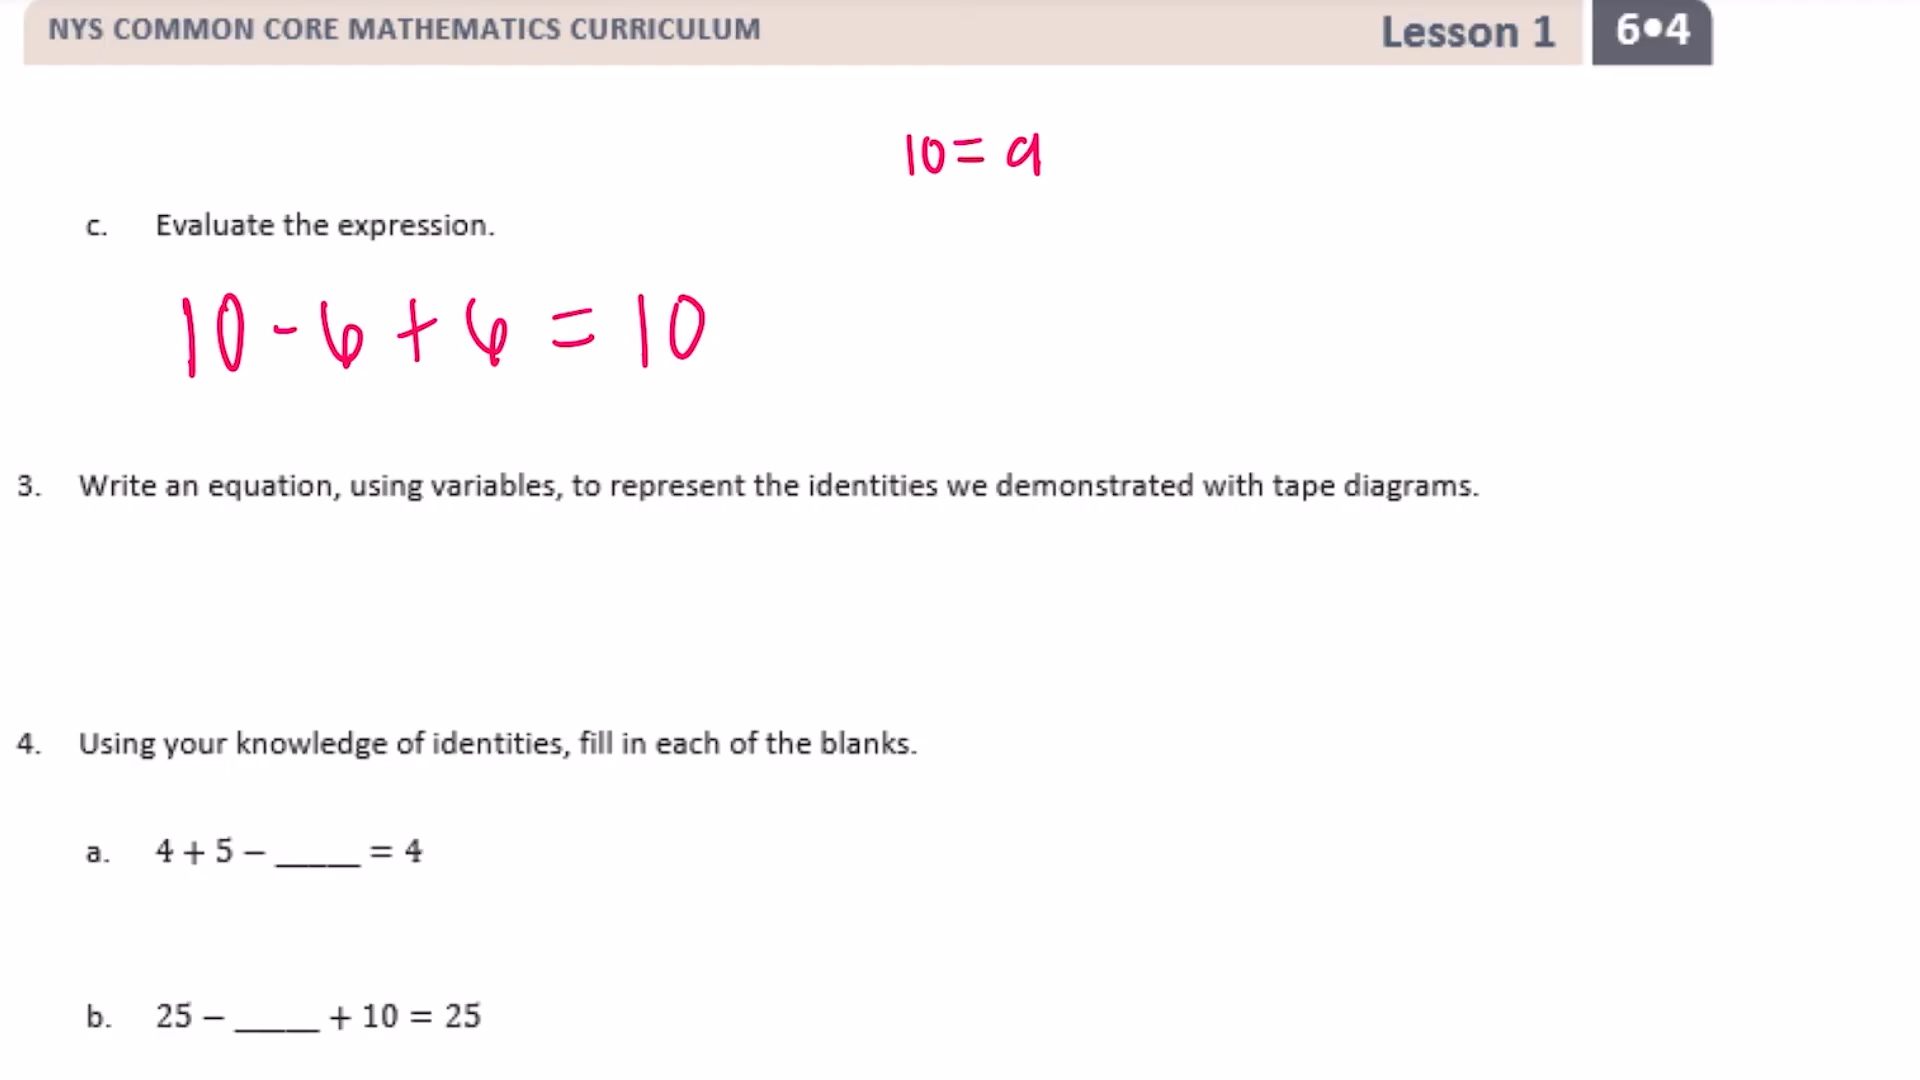 NYS COMMON CORE MATHEMATICS CURRICULUM Lesson 1 6•4
10 = a
c. Evaluate the expression.
10 - 6 + 6 = 10
3. Write an equation, using variables, to represent the identities we demonstrated with tape diagrams.
4. Using your knowledge of identities, fill in each of the blanks.
a. 4 + 5 − _____ = 4
b. 25 − _____ + 10 = 25